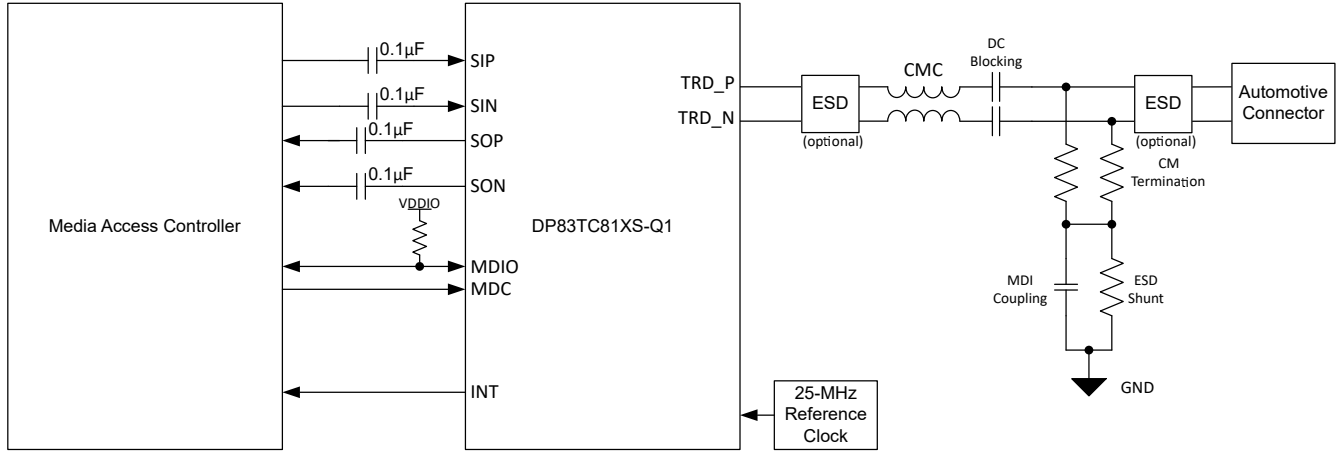 Media Access Controller
0.1µF
0.1µF
0.1µF
0.1µF
VDDIO
SIP
SIN
SOP
SON
MDIO
MDC
INT
DP83TC81XS-Q1
TRD_P
TRD_N
25-MHz
Reference
Clock
ESD
(optional)
CMC
DC
Blocking
ESD
(optional)
CM
Termination
MDI
Coupling
ESD
Shunt
GND
Automotive
Connector